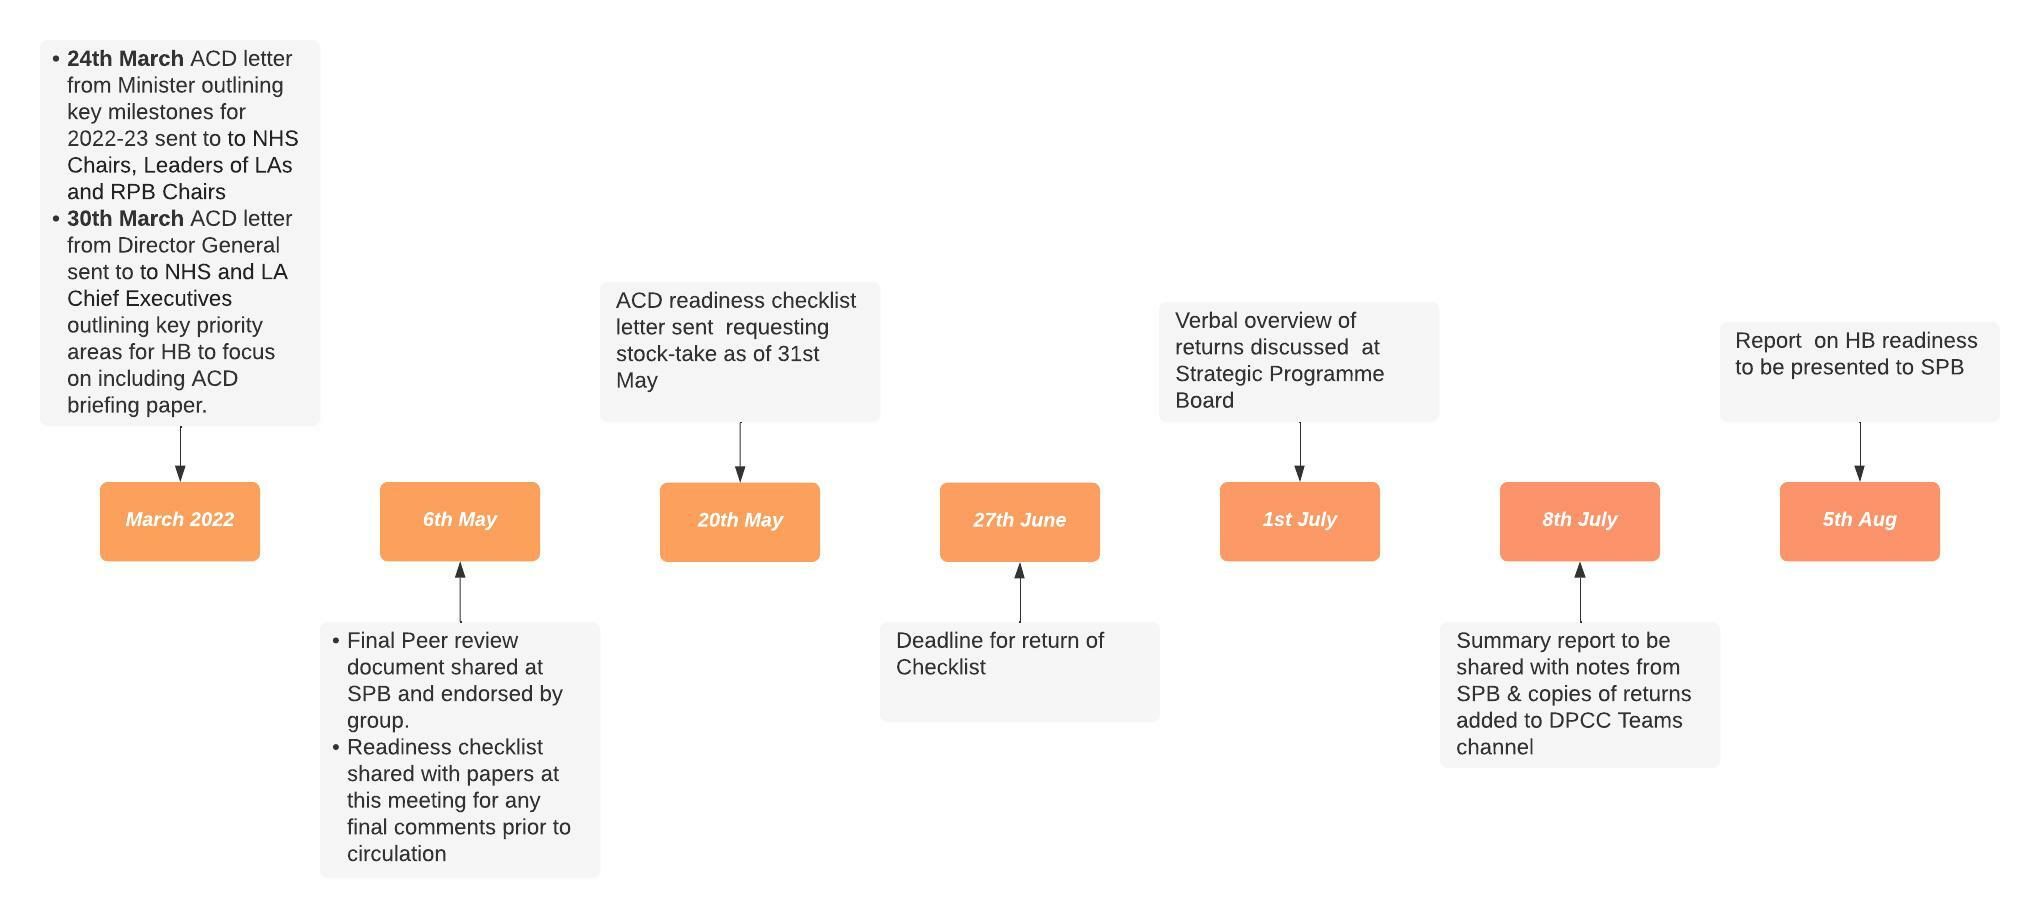 • 24th March ACD letter
from Minister outlining
key milestones for
2022-23 sent to to NHS
Chairs, Leaders of LAs
and RPB Chairs
• 30th March ACD letter
from Director General
sent to to NHS and LA
Chief Executives
outlining key priority
areas for HB to focus
on including ACD
briefing paper.
ACD readiness checklist
letter sent  requesting
stock-take as of 31st
May
Verbal overview of
returns discussed  at
Strategic Programme
Board
Report  on HB readiness
to be presented to SPB
March 2022
6th May
20th May
27th June
1st July
8th July
5th Aug
• Final Peer review
document shared at
SPB and endorsed by
group.
• Readiness checklist
shared with papers at
this meeting for any
final comments prior to
circulation
Deadline for return of
Checklist
Summary report to be
shared with notes from
SPB & copies of returns
added to DPCC Teams
channel